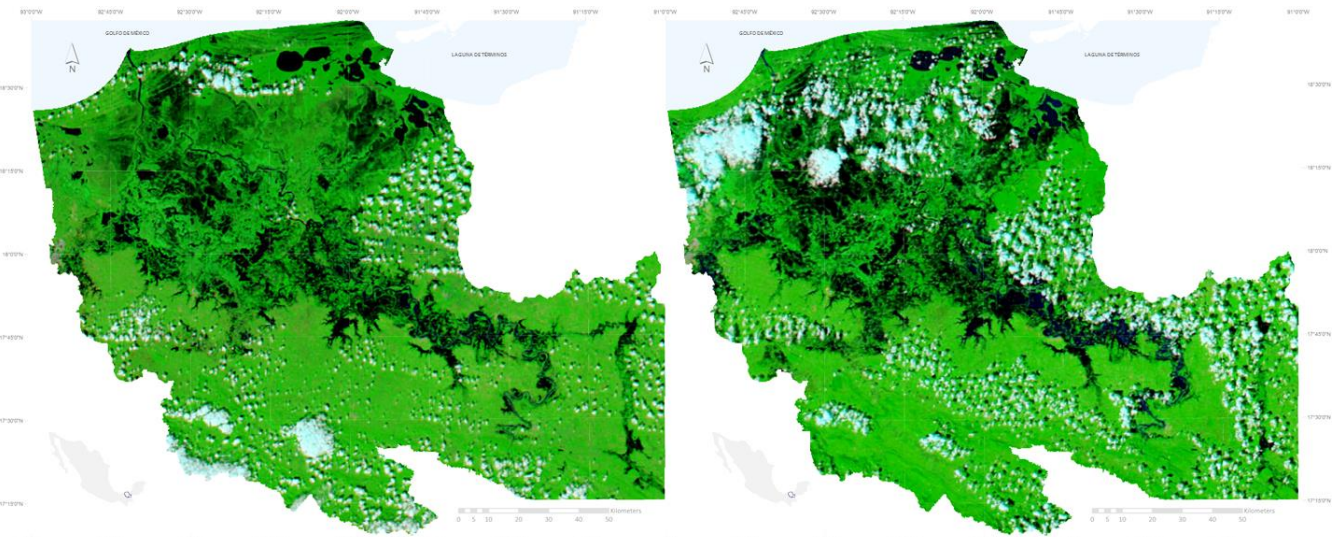 93°0'0"W 92°45'0"W 92°30'0"W 92°15'0"W 92°0'0"W 91°45'0"W 91°30'0"W 91°15'0"W 91°0'0"W 92°45'0"W 92°30'0"W 92°15'0"W 92°0'0"W 91°45'0"W 91°30'0"W 91°15'0"W 91°0'0"W
GOLFO DE MÉXICO
GOLFO DE MÉXICO
LAGUNA DE TÉRMINOS
LAGUNA DE TÉRMINOS
N
N
18°30'0"N
18°30'0"N
18°15'0"N
18°15'0"N
18°0'0"N
18°0'0"N
17°45'0"N
17°45'0"N
17°30'0"N
17°30'0"N
17°15'0"N
17°15'0"N
Kilometers
0 5 10 20 30 40 50
Kilometers
0 5 10 20 30 40 50